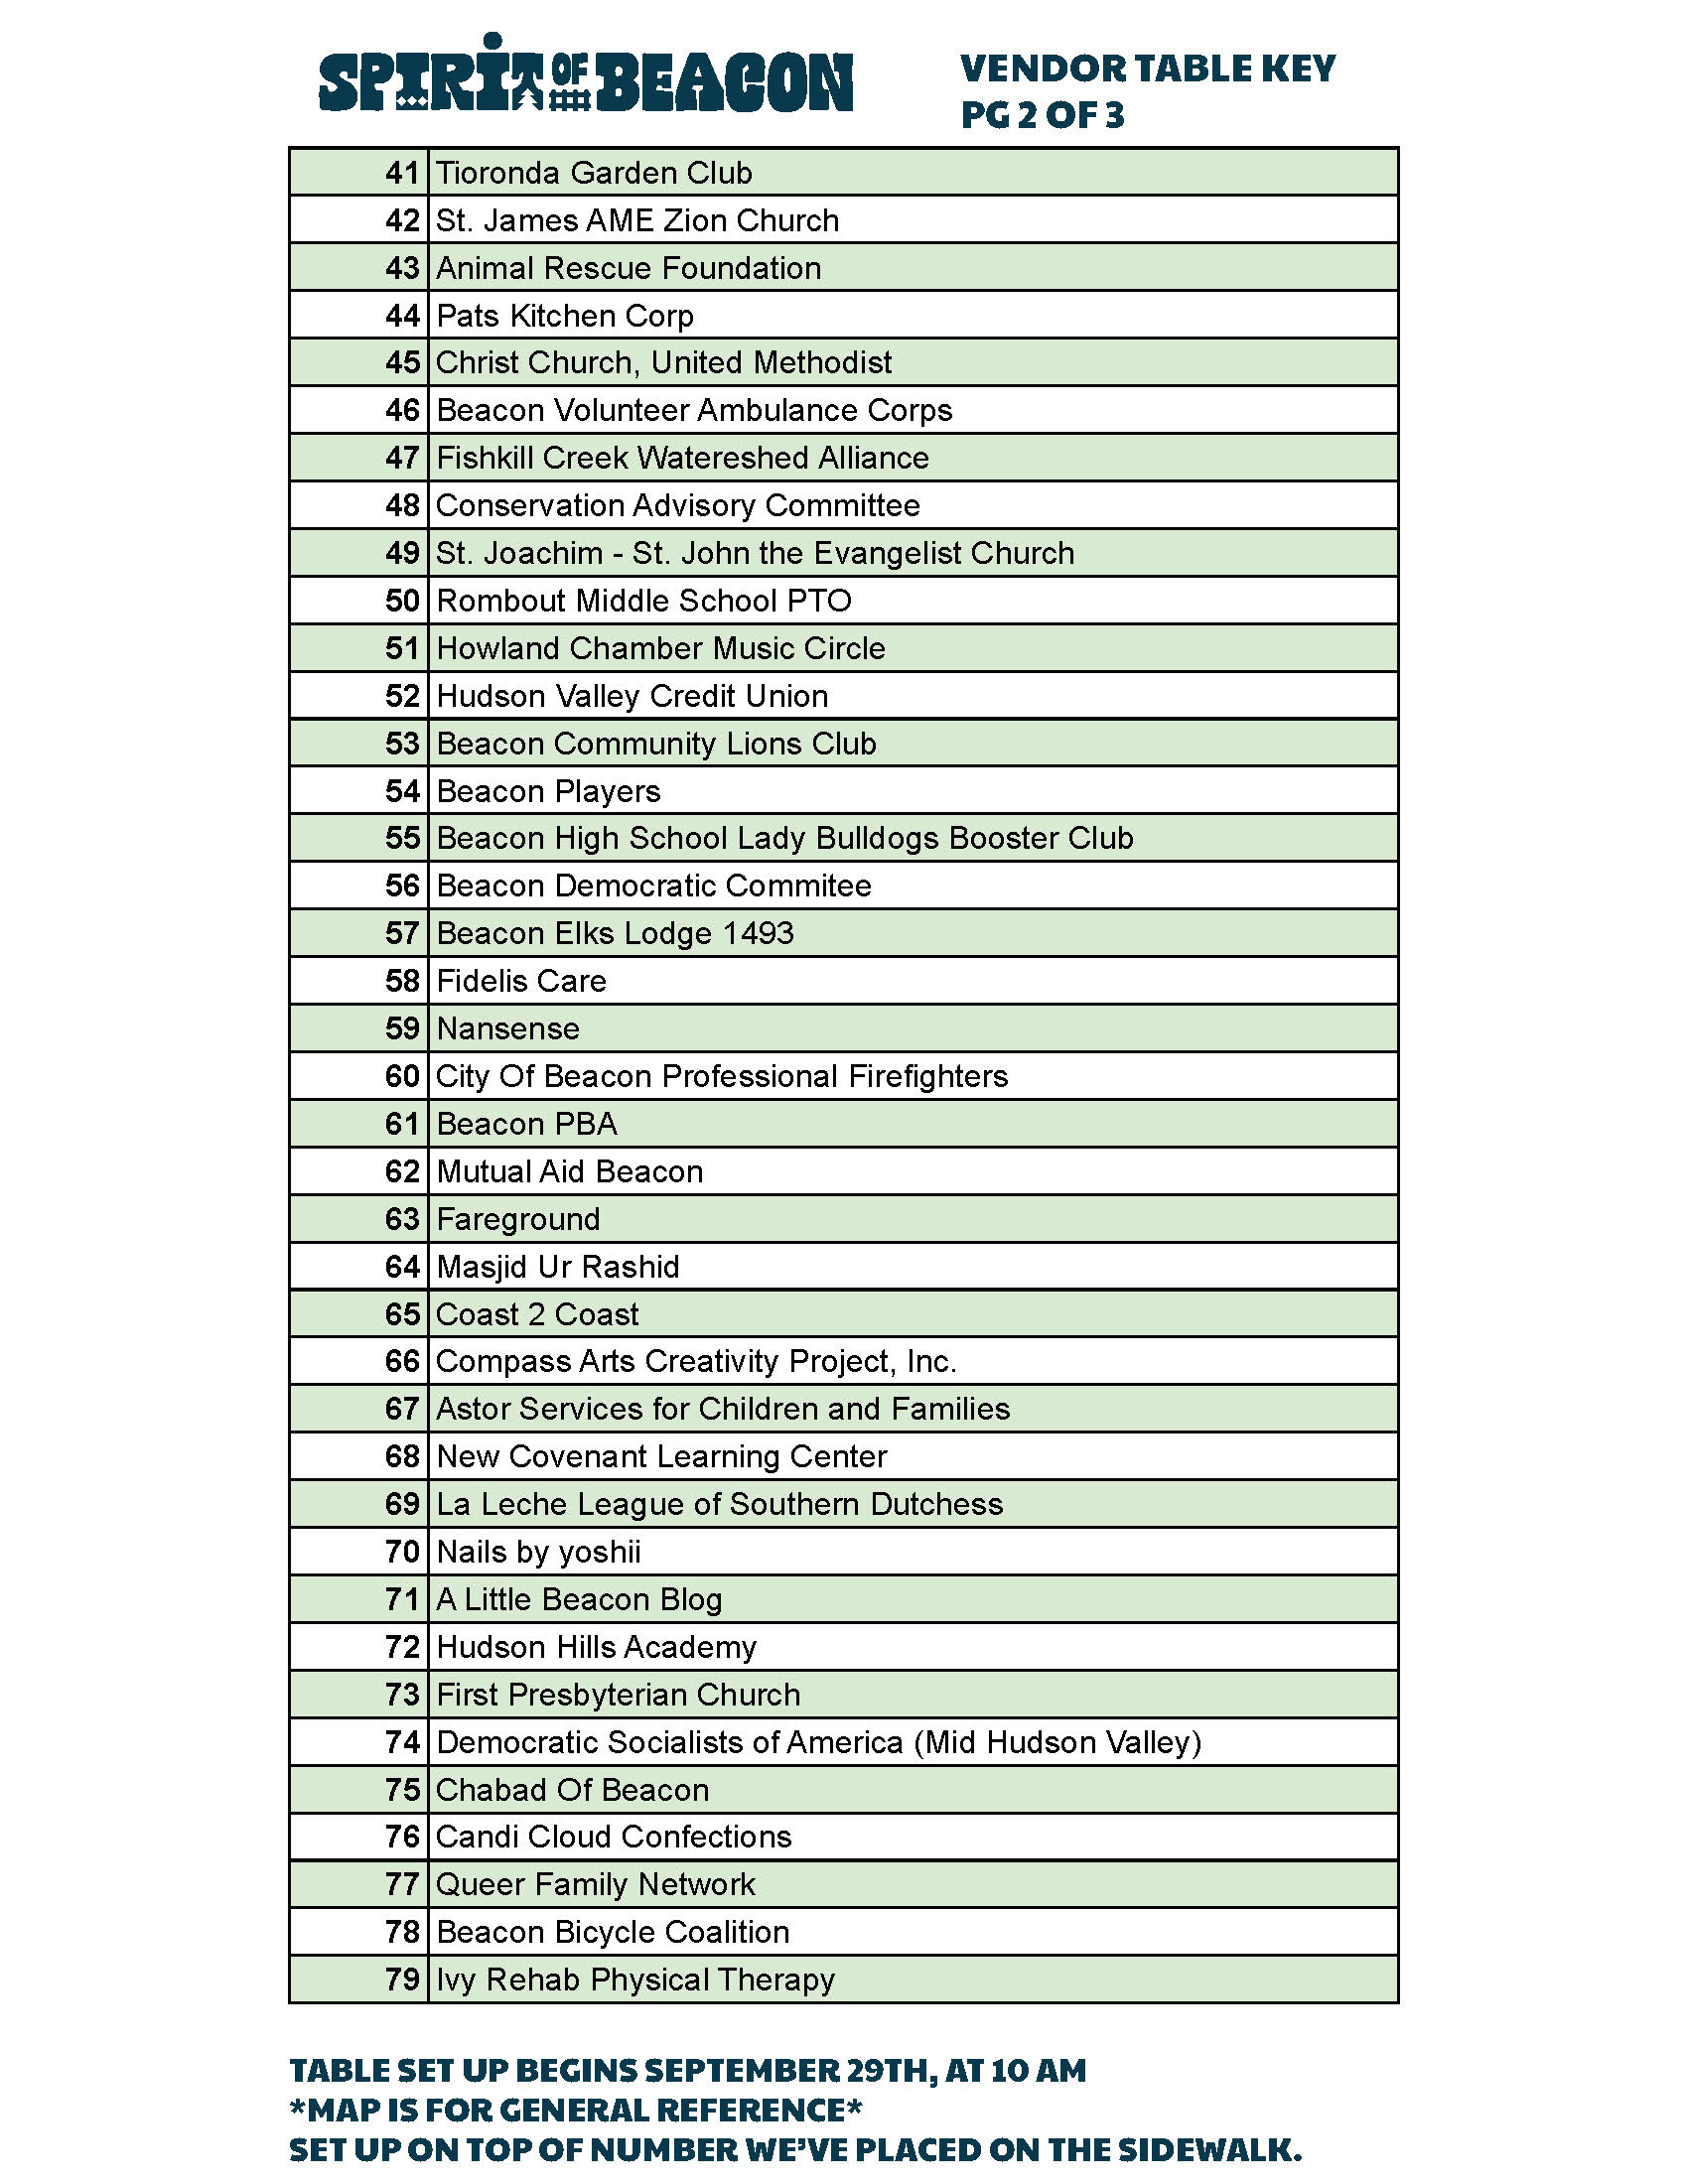 SPIRIT OF BEACON
VENDOR TABLE KEY
PG 2 OF 3
41 Tioronda Garden Club
42 St. James AME Zion Church
43 Animal Rescue Foundation
44 Pats Kitchen Corp
45 Christ Church, United Methodist
46 Beacon Volunteer Ambulance Corps
47 Fishkill Creek Watereshed Alliance
48 Conservation Advisory Committee
49 St. Joachim - St. John the Evangelist Church
50 Rombout Middle School PTO
51 Howland Chamber Music Circle
52 Hudson Valley Credit Union
53 Beacon Community Lions Club
54 Beacon Players
55 Beacon High School Lady Bulldogs Booster Club
56 Beacon Democratic Commitee
57 Beacon Elks Lodge 1493
58 Fidelis Care
59 Nansense
60 City Of Beacon Professional Firefighters
61 Beacon PBA
62 Mutual Aid Beacon
63 Fareground
64 Masjid Ur Rashid
65 Coast 2 Coast
66 Compass Arts Creativity Project, Inc.
67 Astor Services for Children and Families
68 New Covenant Learning Center
69 La Leche League of Southern Dutchess
70 Nails by yoshii
71 A Little Beacon Blog
72 Hudson Hills Academy
73 First Presbyterian Church
74 Democratic Socialists of America (Mid Hudson Valley)
75 Chabad Of Beacon
76 Candi Cloud Confections
77 Queer Family Network
78 Beacon Bicycle Coalition
79 Ivy Rehab Physical Therapy
TABLE SET UP BEGINS SEPTEMBER 29TH, AT 10 AM
*MAP IS FOR GENERAL REFERENCE*
SET UP ON TOP OF NUMBER WE'VE PLACED ON THE SIDEWALK.